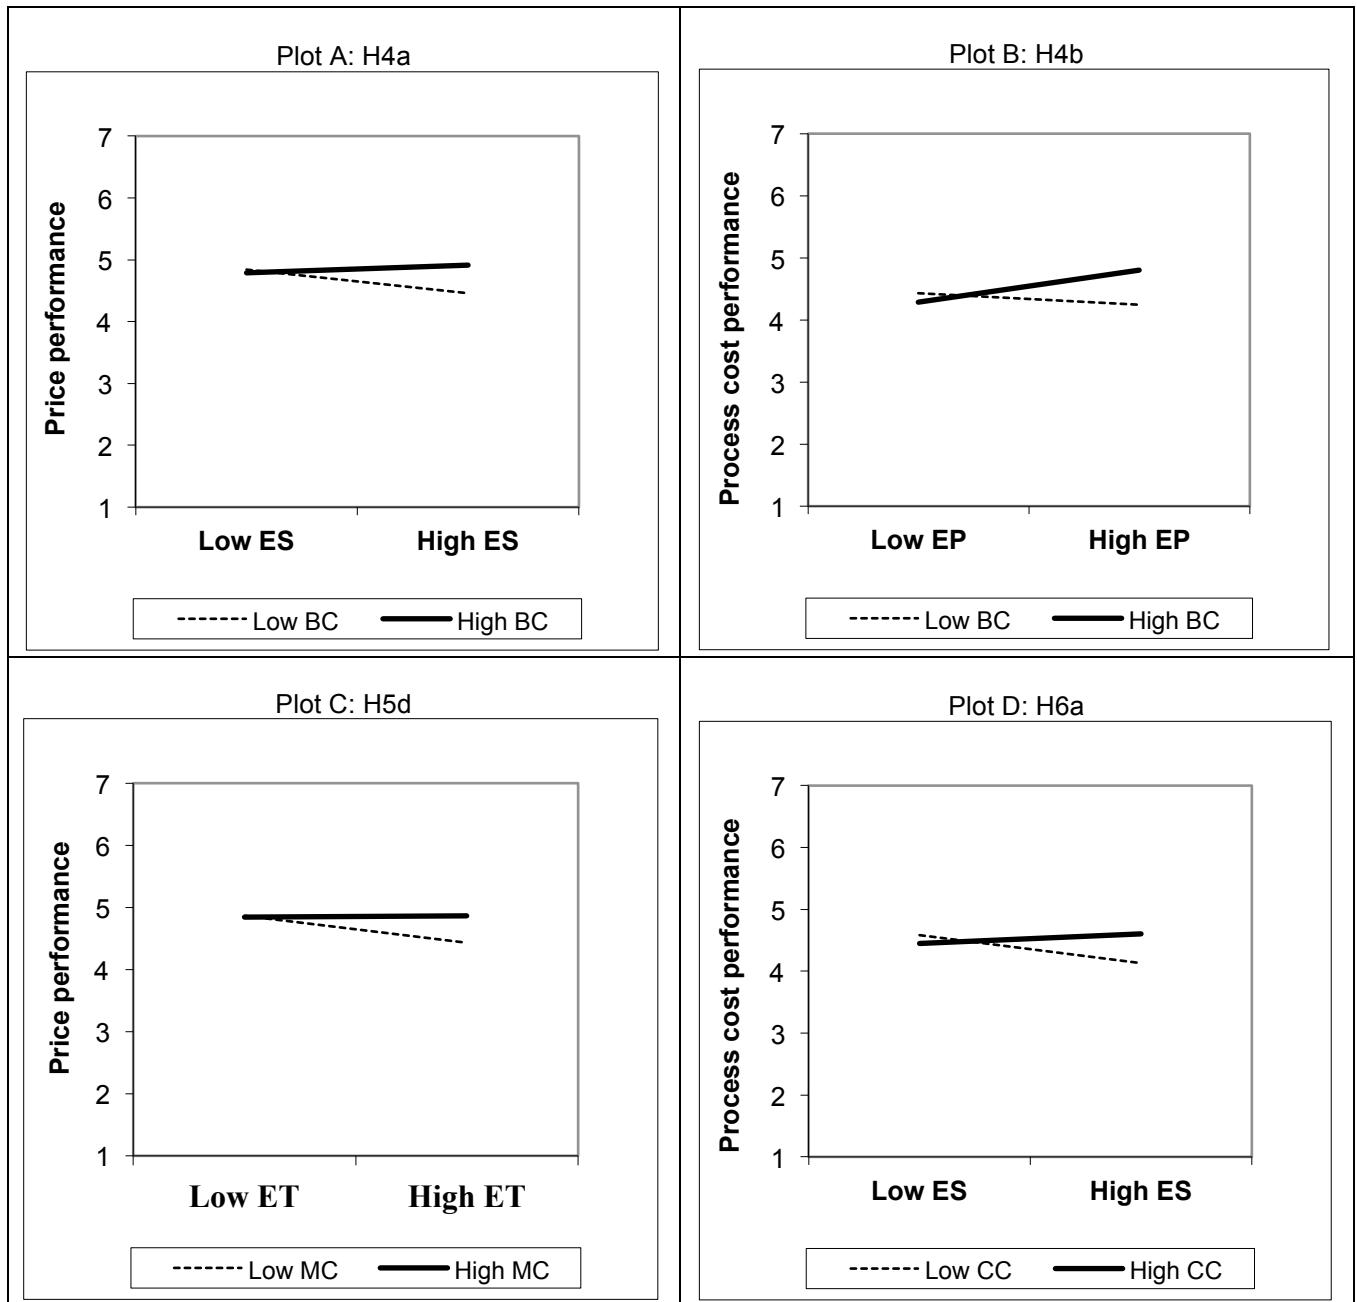 Plot A: H4a
Price performance
7
6
5
4
3
2
1
Low ES High ES
Low BC High BC
Plot B: H4b
Process cost performance
7
6
5
4
3
2
1
Low EP High EP
Low BC High BC
Plot C: H5d
Price performance
7
6
5
4
3
2
1
Low ET High ET
Low MC High MC
Plot D: H6a
Process cost performance
7
6
5
4
3
2
1
Low ES High ES
Low CC High CC